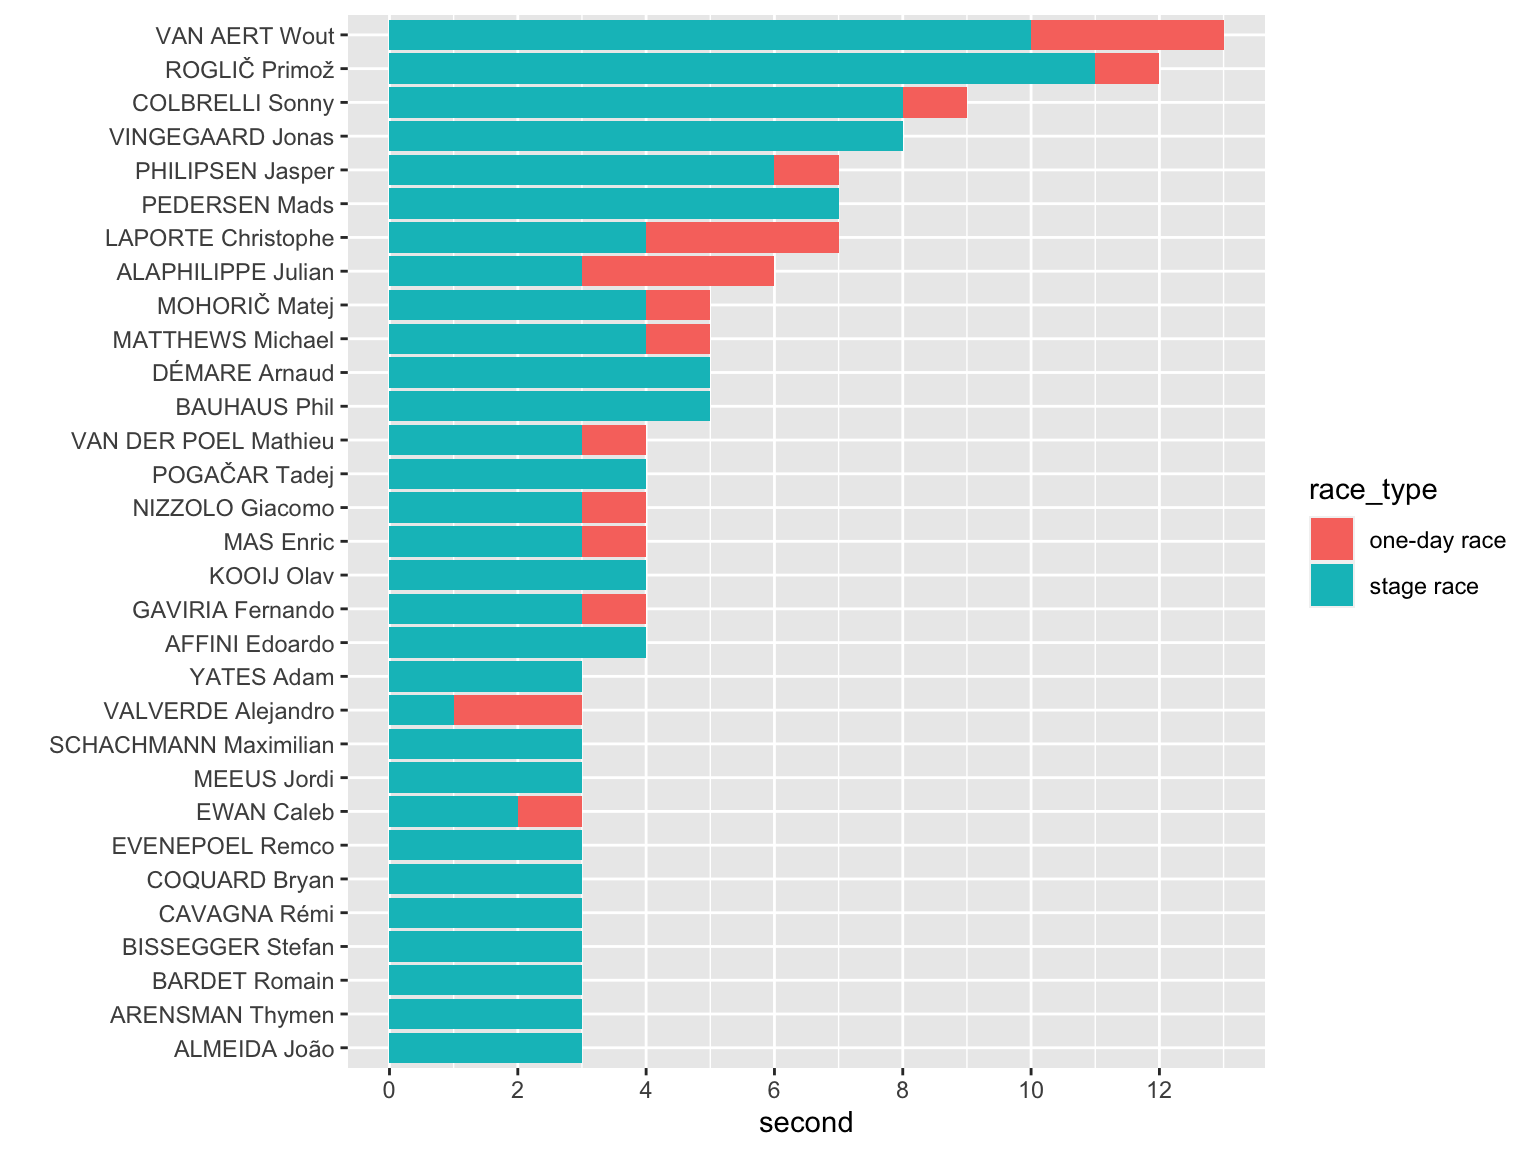 VAN AERT Wout
ROGLIČ Primož
COLBRELLI Sonny
VINGEGAARD Jonas
PHILIPSEN Jasper
PEDERSEN Mads
LAPORTE Christophe
ALAPHILIPPE Julian
MOHORIČ Matej
MATTHEWS Michael
DÉMARE Arnaud
BAUHAUS Phil
VAN DER POEL Mathieu
POGAČAR Tadej
NIZZOLO Giacomo
MAS Enric
KOOIJ Olav
GAVIRIA Fernando
AFFINI Edoardo
YATES Adam
VALVERDE Alejandro
SCHACHMANN Maximilian
MEEUS Jordi
EWAN Caleb
EVENEPOEL Remco
COQUARD Bryan
CAVAGNA Rémi
BISSEGGER Stefan
BARDET Romain
ARENSMAN Thymen
ALMEIDA João
0 2 4 6 8 10 12
second
race_type
one-day race
stage race